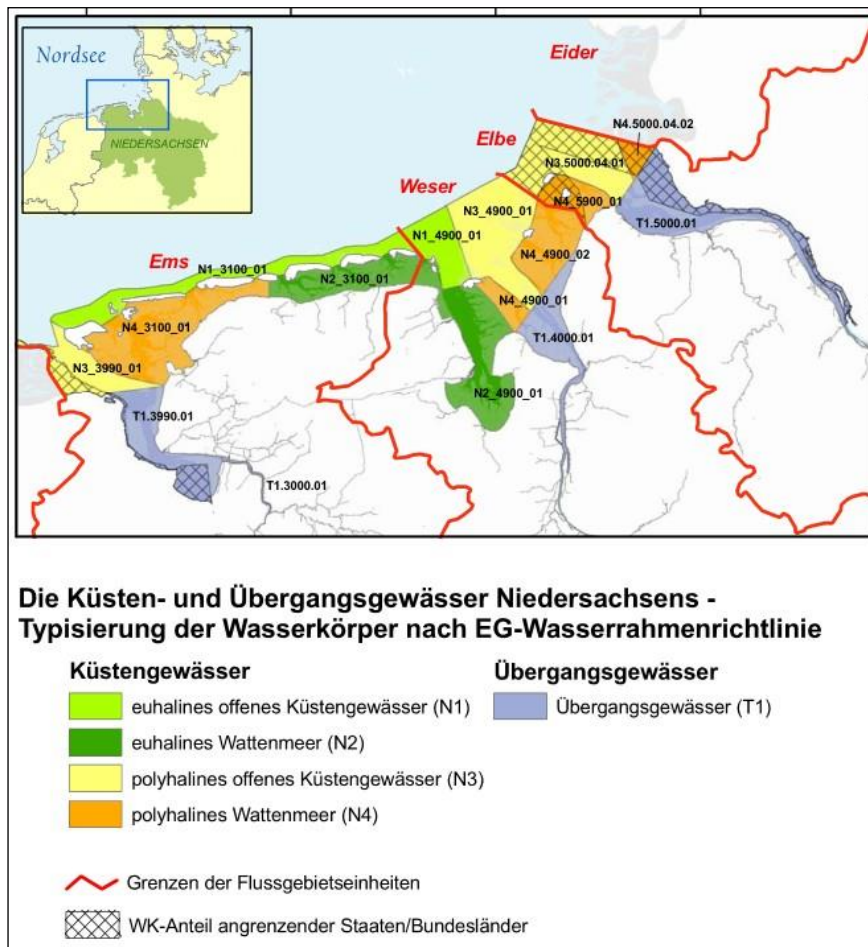 Nordsee
NIEDERSACHSEN
Eider
Elbe
Weser
Ems
N4.5000.04.02
N3.5000.04.01
N4_5900_01
T1.5000.01
N3_4900_01
N1_4900_01
N4_4900_02
N1_3100_01
N2_3100_01
N4_4900_01
N4_3100_01
T1.4000.01
N3_3990_01
N2_4900_01
T1.3990.01
T1.3000.01
Die Küsten- und Übergangsgewässer Niedersachsens -
Typisierung der Wasserkörper nach EG-Wasserrahmenrichtlinie
Küstengewässer
euhalines offenes Küstengewässer (N1)
euhalines Wattenmeer (N2)
polyhalines offenes Küstengewässer (N3)
polyhalines Wattenmeer (N4)
Übergangsgewässer
Übergangsgewässer (T1)
Grenzen der Flussgebietseinheiten
WK-Anteil angrenzender Staaten/Bundesländer